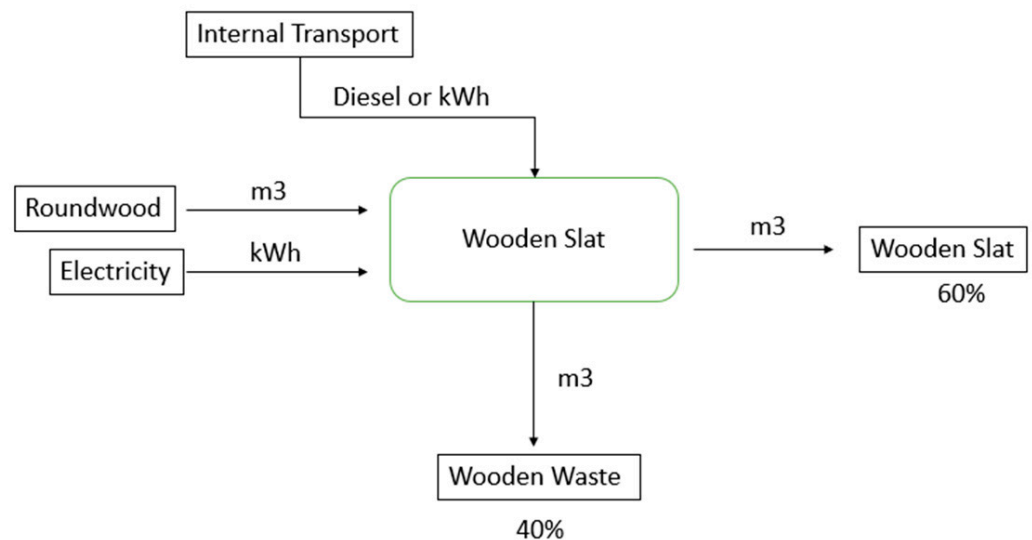 Internal Transport
Diesel or kWh
Roundwood
m3
Electricity
kWh
Wooden Slat
m3
Wooden Slat
60%
m3
Wooden Waste
40%